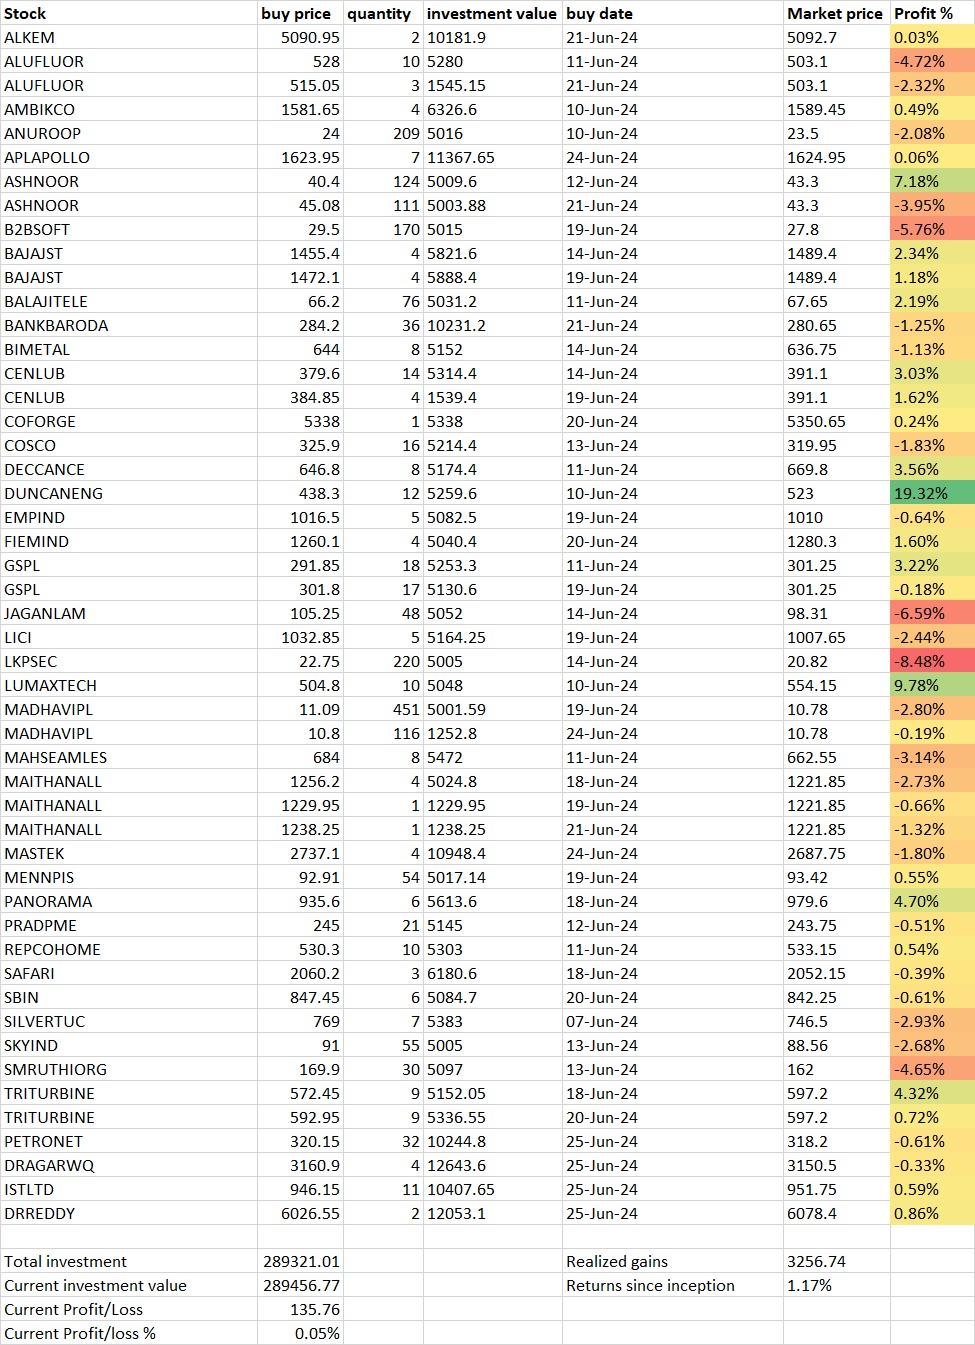 Stock buy price quantity investment value buy date Market price Profit %
ALKEM 5090.95 2 10181.9 21-Jun-24 5092.7 0.03%
ALUFLUOR 528 10 5280 11-Jun-24 503.1 -4.72%
ALUFLUOR 515.05 3 1545.15 21-Jun-24 503.1 -2.32%
AMBIKCO 1581.65 4 6326.6 10-Jun-24 1589.45 0.49%
ANUROOP 24 209 5016 10-Jun-24 23.5 -2.08%
APLAPOLLO 1623.95 7 11367.65 24-Jun-24 1624.95 0.06%
ASHNOOR 40.4 124 5009.6 12-Jun-24 43.3 7.18%
ASHNOOR 45.08 111 5003.88 21-Jun-24 43.3 -3.95%
B2BSOFT 29.5 170 5015 19-Jun-24 27.8 -5.76%
BAJAJST 1455.4 4 5821.6 14-Jun-24 1489.4 2.34%
BAJAJST 1472.1 4 5888.4 19-Jun-24 1489.4 1.18%
BALAJITELE 66.2 76 5031.2 11-Jun-24 67.65 2.19%
BANKBARODA 284.2 36 10231.2 21-Jun-24 280.65 -1.25%
BIMETAL 644 8 5152 14-Jun-24 636.75 -1.13%
CENLUB 379.6 14 5314.4 14-Jun-24 391.1 3.03%
CENLUB 384.85 4 1539.4 19-Jun-24 391.1 1.62%
COFORGE 5338 1 5338 20-Jun-24 5350.65 0.24%
COSCO 325.9 16 5214.4 13-Jun-24 319.95 -1.83%
DECCANCE 646.8 8 5174.4 11-Jun-24 669.8 3.56%
DUNCANENG 438.3 12 5259.6 10-Jun-24 523 19.32%
EMPIND 1016.5 5 5082.5 19-Jun-24 1010 -0.64%
FIEMIND 1260.1 4 5040.4 20-Jun-24 1280.3 1.60%
GSPL 291.85 18 5253.3 11-Jun-24 301.25 3.22%
GSPL 301.8 17 5130.6 19-Jun-24 301.25 -0.18%
JAGANLAM 105.25 48 5052 14-Jun-24 98.31 -6.59%
LICI 1032.85 5 5164.25 19-Jun-24 1007.65 -2.44%
LKPSEC 22.75 220 5005 14-Jun-24 20.82 -8.48%
LUMAXTECH 504.8 10 5048 10-Jun-24 554.15 9.78%
MADHAVIPL 11.09 451 5001.59 19-Jun-24 10.78 -2.80%
MADHAVIPL 10.8 116 1252.8 24-Jun-24 10.78 -0.19%
MAHSEAMLES 684 8 5472 11-Jun-24 662.55 -3.14%
MAITHANALL 1256.2 4 5024.8 18-Jun-24 1221.85 -2.73%
MAITHANALL 1229.95 1 1229.95 19-Jun-24 1221.85 -0.66%
MAITHANALL 1238.25 1 1238.25 21-Jun-24 1221.85 -1.32%
MASTEK 2737.1 4 10948.4 24-Jun-24 2687.75 -1.80%
MENNPIS 92.91 54 5017.14 19-Jun-24 93.42 0.55%
PANORAMA 935.6 6 5613.6 18-Jun-24 979.6 4.70%
PRADPME 245 21 5145 12-Jun-24 243.75 -0.51%
REPCOHOME 530.3 10 5303 11-Jun-24 533.15 0.54%
SAFARI 2060.2 3 6180.6 18-Jun-24 2052.15 -0.39%
SBIN 847.45 6 5084.7 20-Jun-24 842.25 -0.61%
SILVERTUC 769 7 5383 07-Jun-24 746.5 -2.93%
SKYIND 91 55 5005 13-Jun-24 88.56 -2.68%
SMRUTHIORG 169.9 30 5097 13-Jun-24 162 -4.65%
TRITURBINE 572.45 9 5152.05 18-Jun-24 597.2 4.32%
TRITURBINE 592.95 9 5336.55 20-Jun-24 597.2 0.72%
PETRONET 320.15 32 10244.8 25-Jun-24 318.2 -0.61%
DRAGARWQ 3160.9 4 12643.6 25-Jun-24 3150.5 -0.33%
ISTLTD 946.15 11 10407.65 25-Jun-24 951.75 0.59%
DRREDDY 6026.55 2 12053.1 25-Jun-24 6078.4 0.86%
Total investment 289321.01 Realized gains 3256.74
Current investment value 289456.77 Returns since inception 1.17%
Current Profit/Loss 135.76
Current Profit/loss % 0.05%